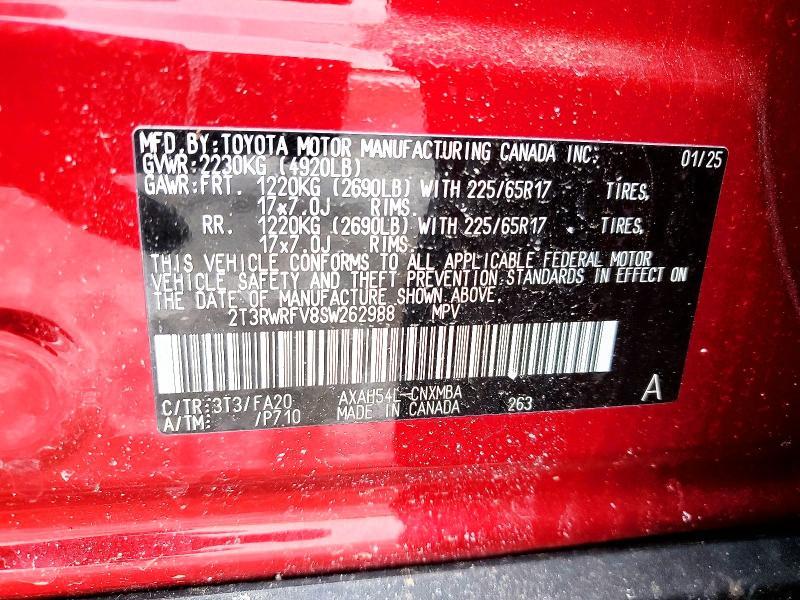 MFD. BY: TOYOTA MOTOR MANUFACTURING CANADA INC. 01/25
GVWR: 2230KG (4920LB)
GAWR: FRT. 1220KG (2690LB) WITH 225/65R17 TIRES,
17x7.0J RIMS.
RR. 1220KG (2690LB) WITH 225/65R17 TIRES,
17x7.0J RIMS.
THIS VEHICLE CONFORMS TO ALL APPLICABLE FEDERAL MOTOR
VEHICLE SAFETY AND THEFT PREVENTION STANDARDS IN EFFECT ON
THE DATE OF MANUFACTURE SHOWN ABOVE.
2T3RWRFV8SW262988 MPV
C/TR: 3T3/FA20 AXAH54L-CNXMBA A
A/TM: /P710 MADE IN CANADA 263